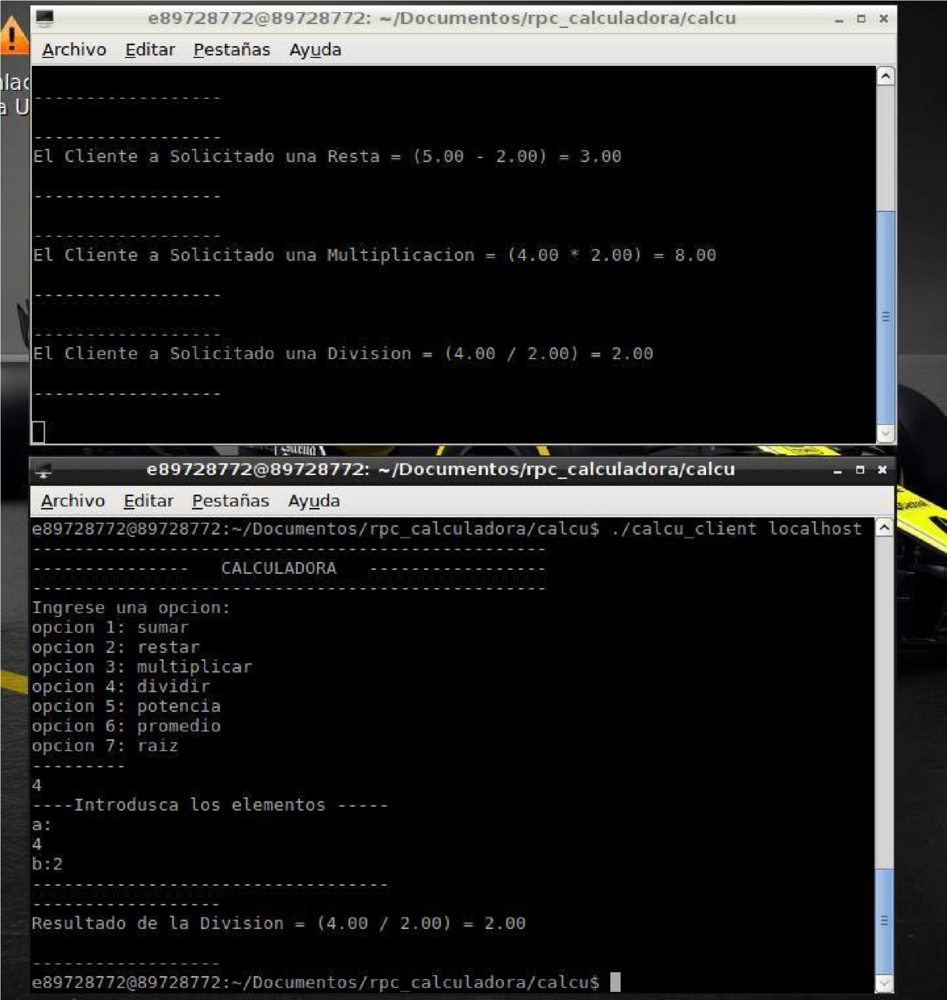 e89728772@89728772: ~/Documentos/rpc_calculadora/calcu
Archivo Editar Pestañas Ayuda
a U
------------------
------------------
El Cliente a Solicitado una Resta = (5.00 - 2.00) = 3.00
------------------
------------------
El Cliente a Solicitado una Multiplicacion = (4.00 * 2.00) = 8.00
------------------
------------------
El Cliente a Solicitado una Division = (4.00 / 2.00) = 2.00
------------------
e89728772@89728772: ~/Documentos/rpc_calculadora/calcu
Archivo Editar Pestañas Ayuda
e89728772@89728772:~/Documentos/rpc_calculadora/calcu$ ./calcu_client localhost
-------------------------------------------------
--------------- CALCULADORA -----------------
-------------------------------------------------
Ingrese una opcion:
opcion 1: sumar
opcion 2: restar
opcion 3: multiplicar
opcion 4: dividir
opcion 5: potencia
opcion 6: promedio
opcion 7: raiz
---------
4
----Introdusca los elementos -----
a:
4
b:2
----------------------------------
------------------
Resultado de la Division = (4.00 / 2.00) = 2.00
------------------
e89728772@89728772:~/Documentos/rpc_calculadora/calcu$